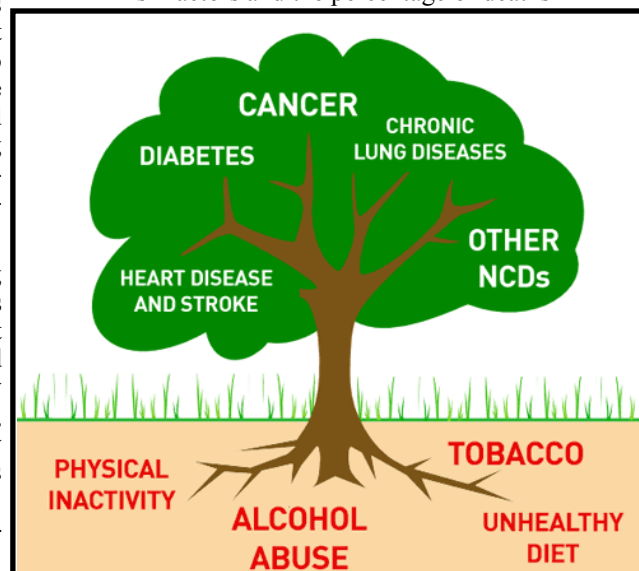 CANCER
CHRONIC
LUNG DISEASES
DIABETES
OTHER
NCDs
HEART DISEASE
AND STROKE
TOBACCO
PHYSICAL
INACTIVITY
ALCOHOL
ABUSE
UNHEALTHY
DIET